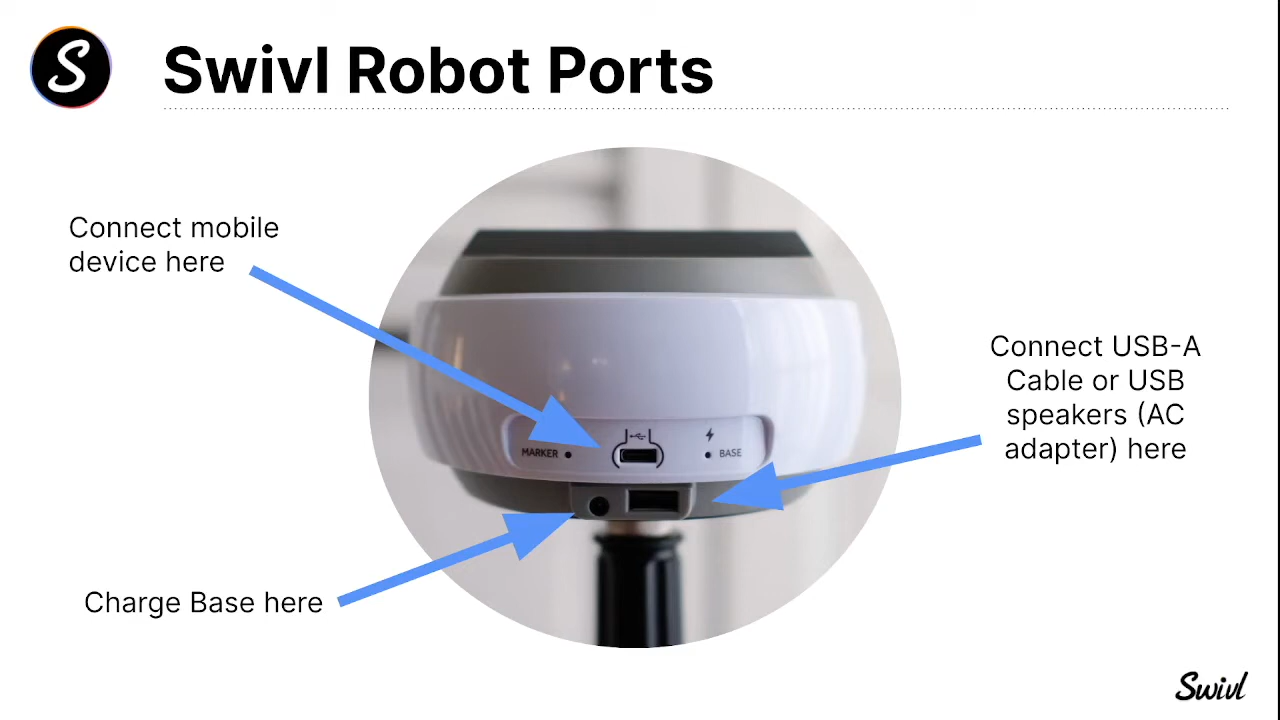 S
Swivl Robot Ports
Connect mobile
device here
Connect USB-A
Cable or USB
speakers (AC
adapter) here
MARKER
BASE
Charge Base here
Swivl